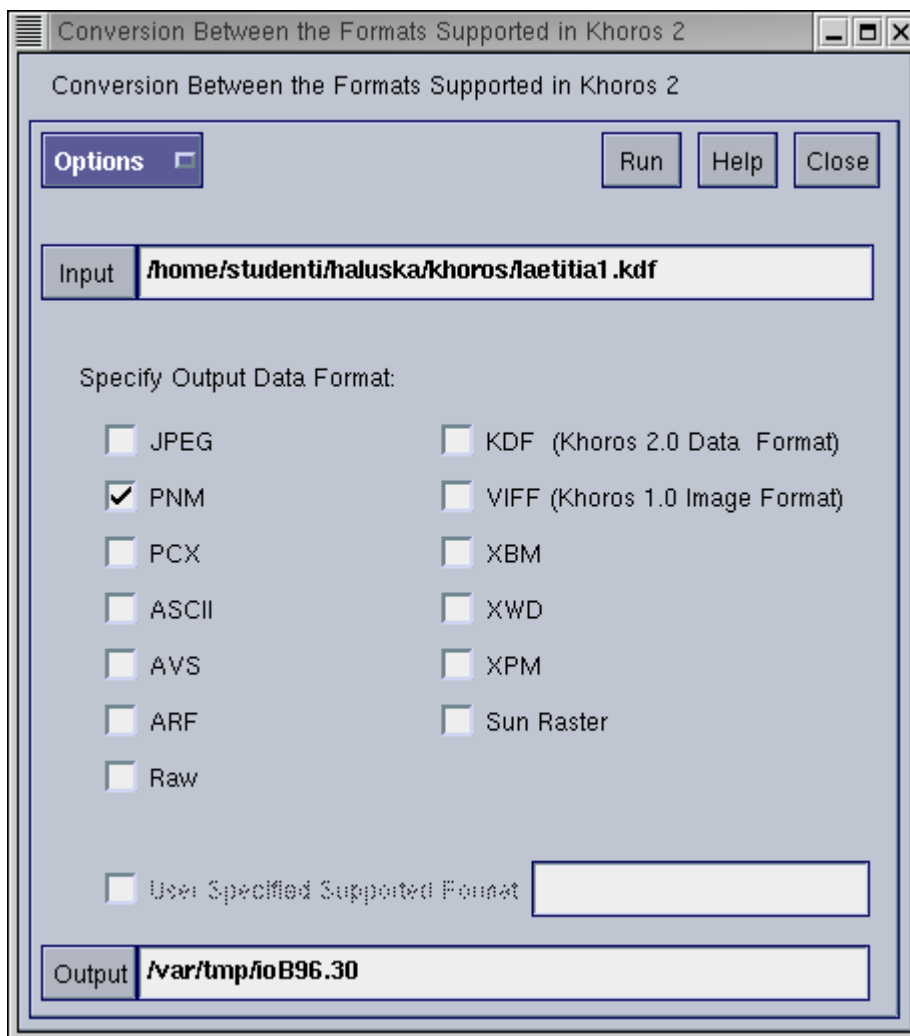 Conversion Between the Formats Supported in Khoros 2
Conversion Between the Formats Supported in Khoros 2
Options Run Help Close
Input /home/studenti/haluska/khoros/laetitia1.kdf
Specify Output Data Format:
JPEG KDF (Khoros 2.0 Data Format)
PNM VIFF (Khoros 1.0 Image Format)
PCX XBM
ASCII XWD
AVS XPM
ARF Sun Raster
Raw
User Specified Supported Format
Output /var/tmp/ioB96.30